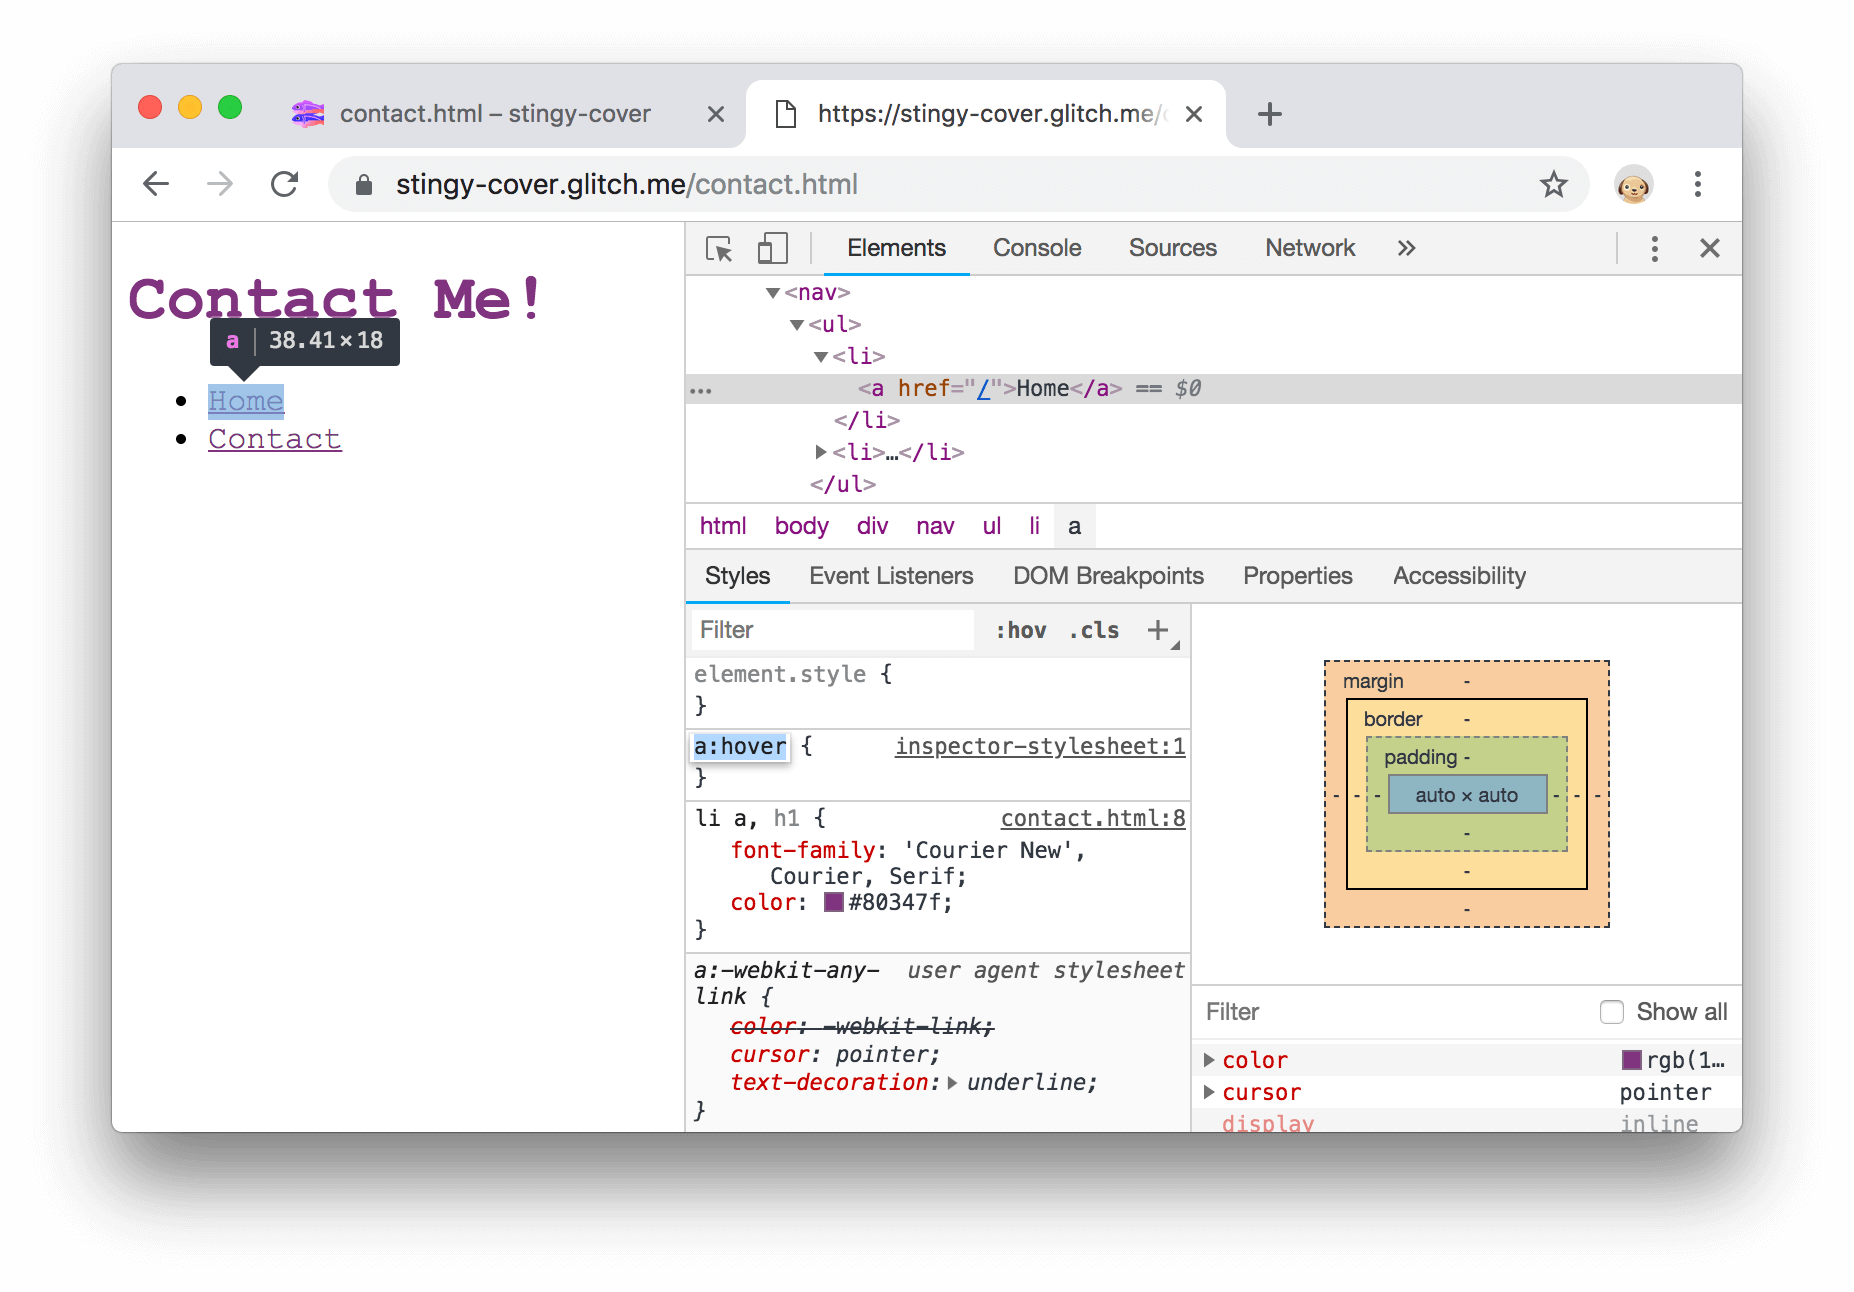 contact.html – stingy-cover
https://stingy-cover.glitch.me/c
stingy-cover.glitch.me/contact.html
Contact Me!
a 38.41×18
Home
Contact
Elements Console Sources Network »
<nav>
<ul>
<li>
… <a href="/">Home</a> == $0
</li>
<li>…</li>
</ul>
html body div nav ul li a
Styles Event Listeners DOM Breakpoints Properties Accessibility
Filter :hov .cls +
element.style {
}
a:hover { inspector-stylesheet:1
}
li a, h1 { contact.html:8
font-family: 'Courier New',
Courier, Serif;
color: #80347f;
}
a:-webkit-any- user agent stylesheet
link {
color: -webkit-link;
cursor: pointer;
text-decoration: underline;
}
margin -
border -
padding -
- - - auto × auto - - -
-
-
-
Filter Show all
color rgb(1…
cursor pointer
display inline